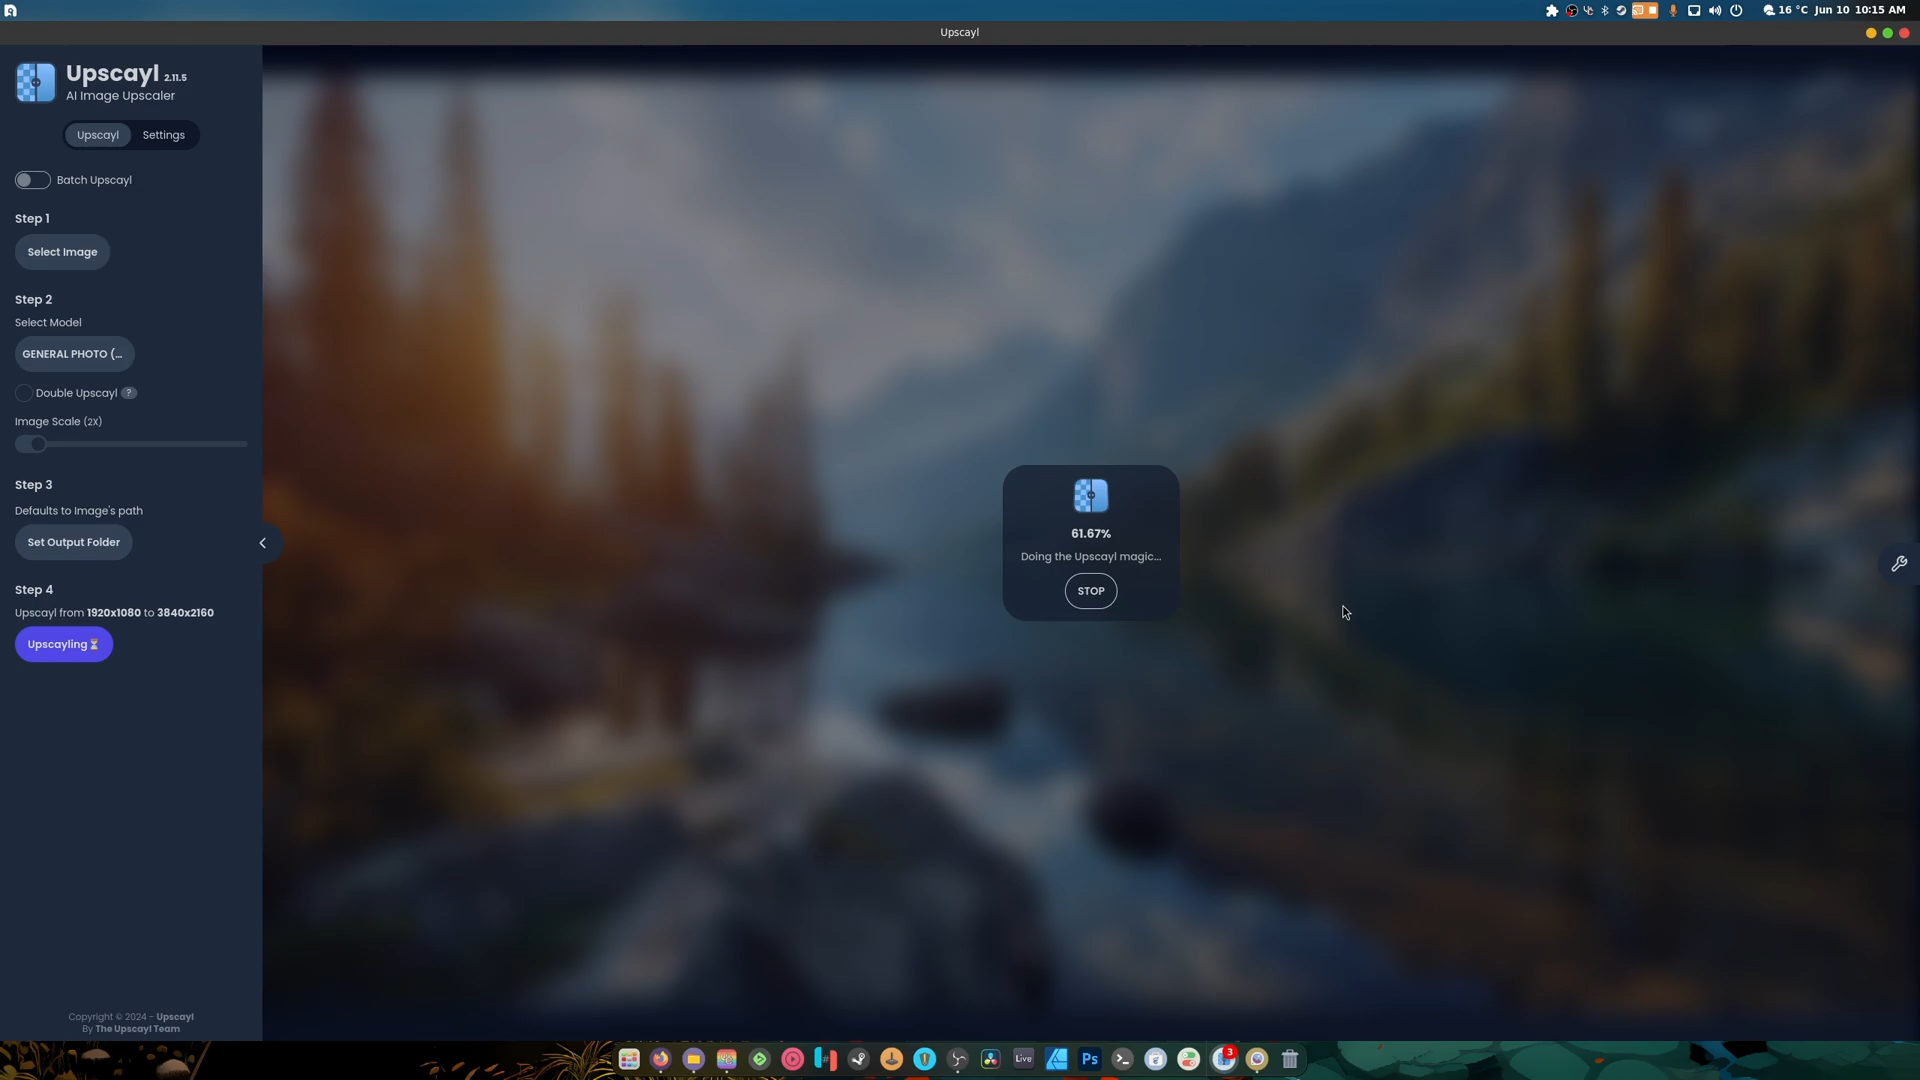 16 °C Jun 10 10:15 AM
Upscayl
Upscayl 2.11.5
AI Image Upscaler
Upscayl Settings
Batch Upscayl
Step 1
Select Image
Step 2
Select Model
GENERAL PHOTO (...
Double Upscayl ?
Image Scale (2X)
Step 3
Defaults to Image's path
Set Output Folder
Step 4
Upscayl from 1920x1080 to 3840x2160
Upscayling⏳
61.67%
Doing the Upscayl magic...
STOP
Copyright © 2024 - Upscayl
By The Upscayl Team
Live
Ps
3